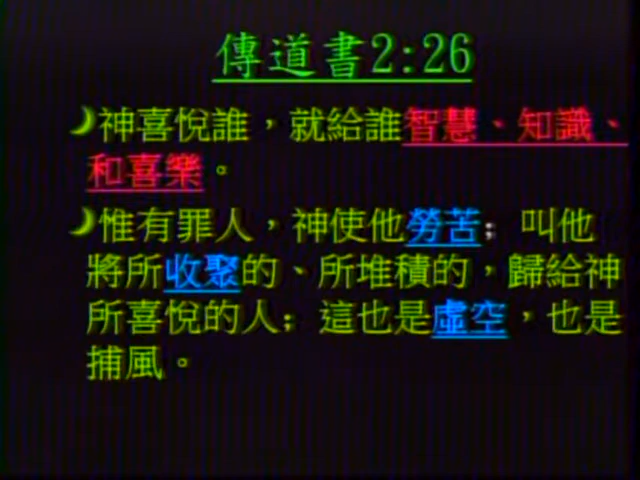 傳道書2:26
神喜悅誰，就給誰智慧、知識、
和喜樂。
惟有罪人，神使他勞苦；叫他
將所收聚的、所堆積的，歸給神
所喜悅的人；這也是虛空，也是
捕風。